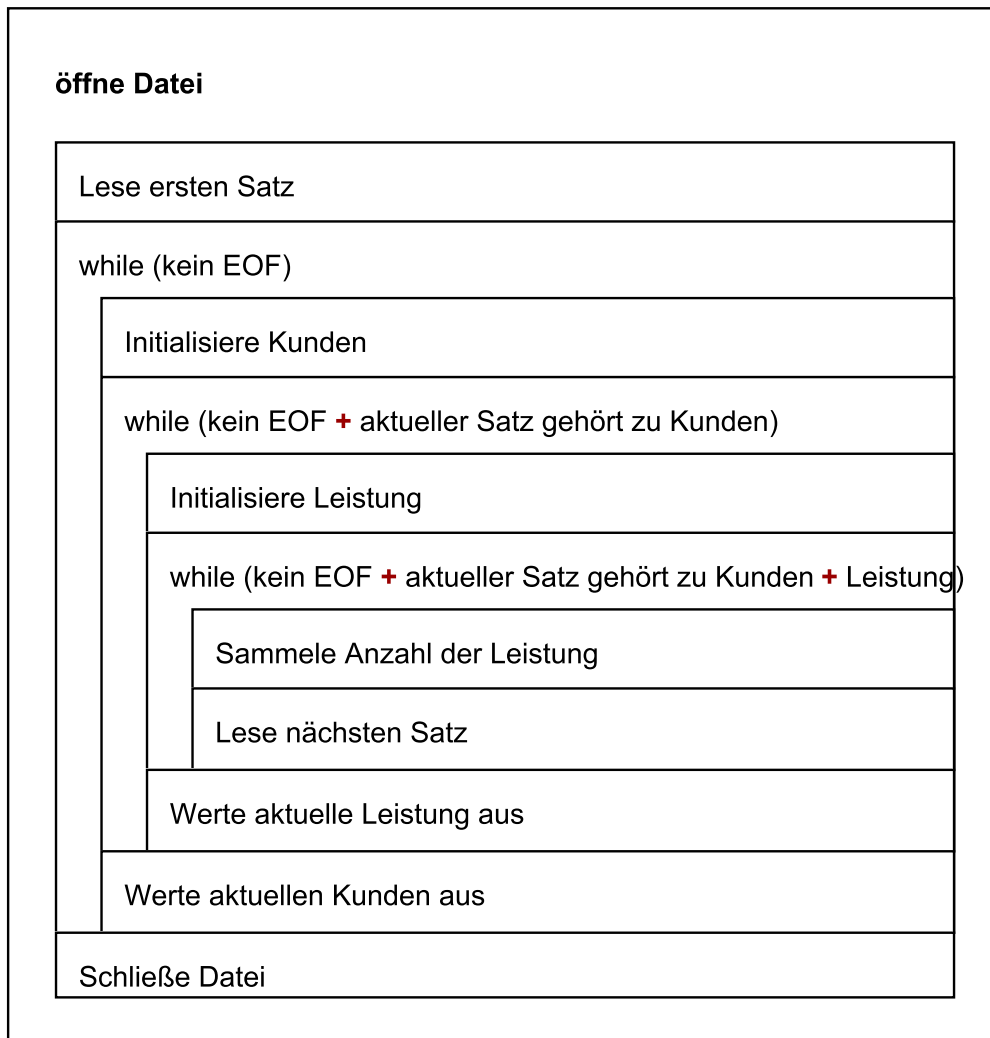 öffne Datei
Lese ersten Satz
while (kein EOF)
Initialisiere Kunden
while (kein EOF + aktueller Satz gehört zu Kunden)
Initialisiere Leistung
while (kein EOF + aktueller Satz gehört zu Kunden + Leistung)
Sammele Anzahl der Leistung
Lese nächsten Satz
Werte aktuelle Leistung aus
Werte aktuellen Kunden aus
Schließe Datei